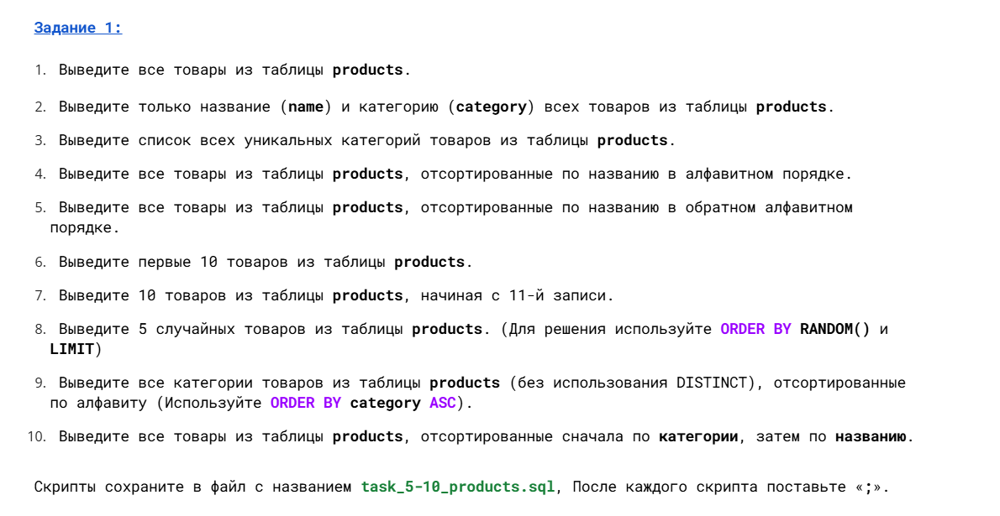 Задание 1:
1. Выведите все товары из таблицы products.
2. Выведите только название (name) и категорию (category) всех товаров из таблицы products.
3. Выведите список всех уникальных категорий товаров из таблицы products.
4. Выведите все товары из таблицы products, отсортированные по названию в алфавитном порядке.
5. Выведите все товары из таблицы products, отсортированные по названию в обратном алфавитном
порядке.
6. Выведите первые 10 товаров из таблицы products.
7. Выведите 10 товаров из таблицы products, начиная с 11-й записи.
8. Выведите 5 случайных товаров из таблицы products. (Для решения используйте ORDER BY RANDOM() и
LIMIT)
9. Выведите все категории товаров из таблицы products (без использования DISTINCT), отсортированные
по алфавиту (Используйте ORDER BY category ASC).
10. Выведите все товары из таблицы products, отсортированные сначала по категории, затем по названию.
Скрипты сохраните в файл с названием task_5-10_products.sql, После каждого скрипта поставьте «;».